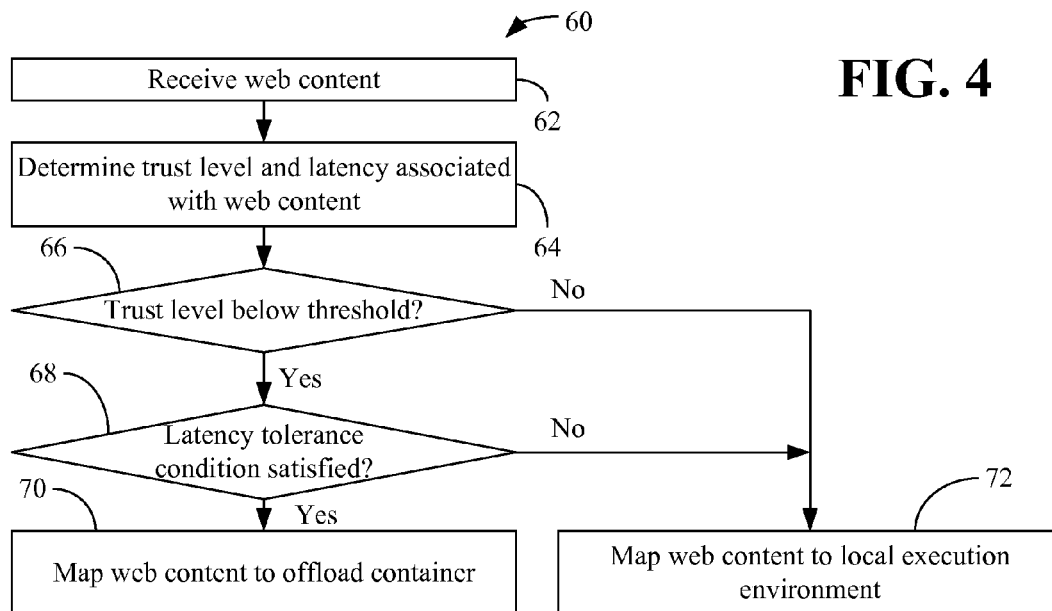 60
FIG. 4
Receive web content
62
Determine trust level and latency associated
with web content
64
66
Trust level below threshold?
No
Yes
68
Latency tolerance
condition satisfied?
No
Yes
70
Map web content to offload container
72
Map web content to local execution
environment